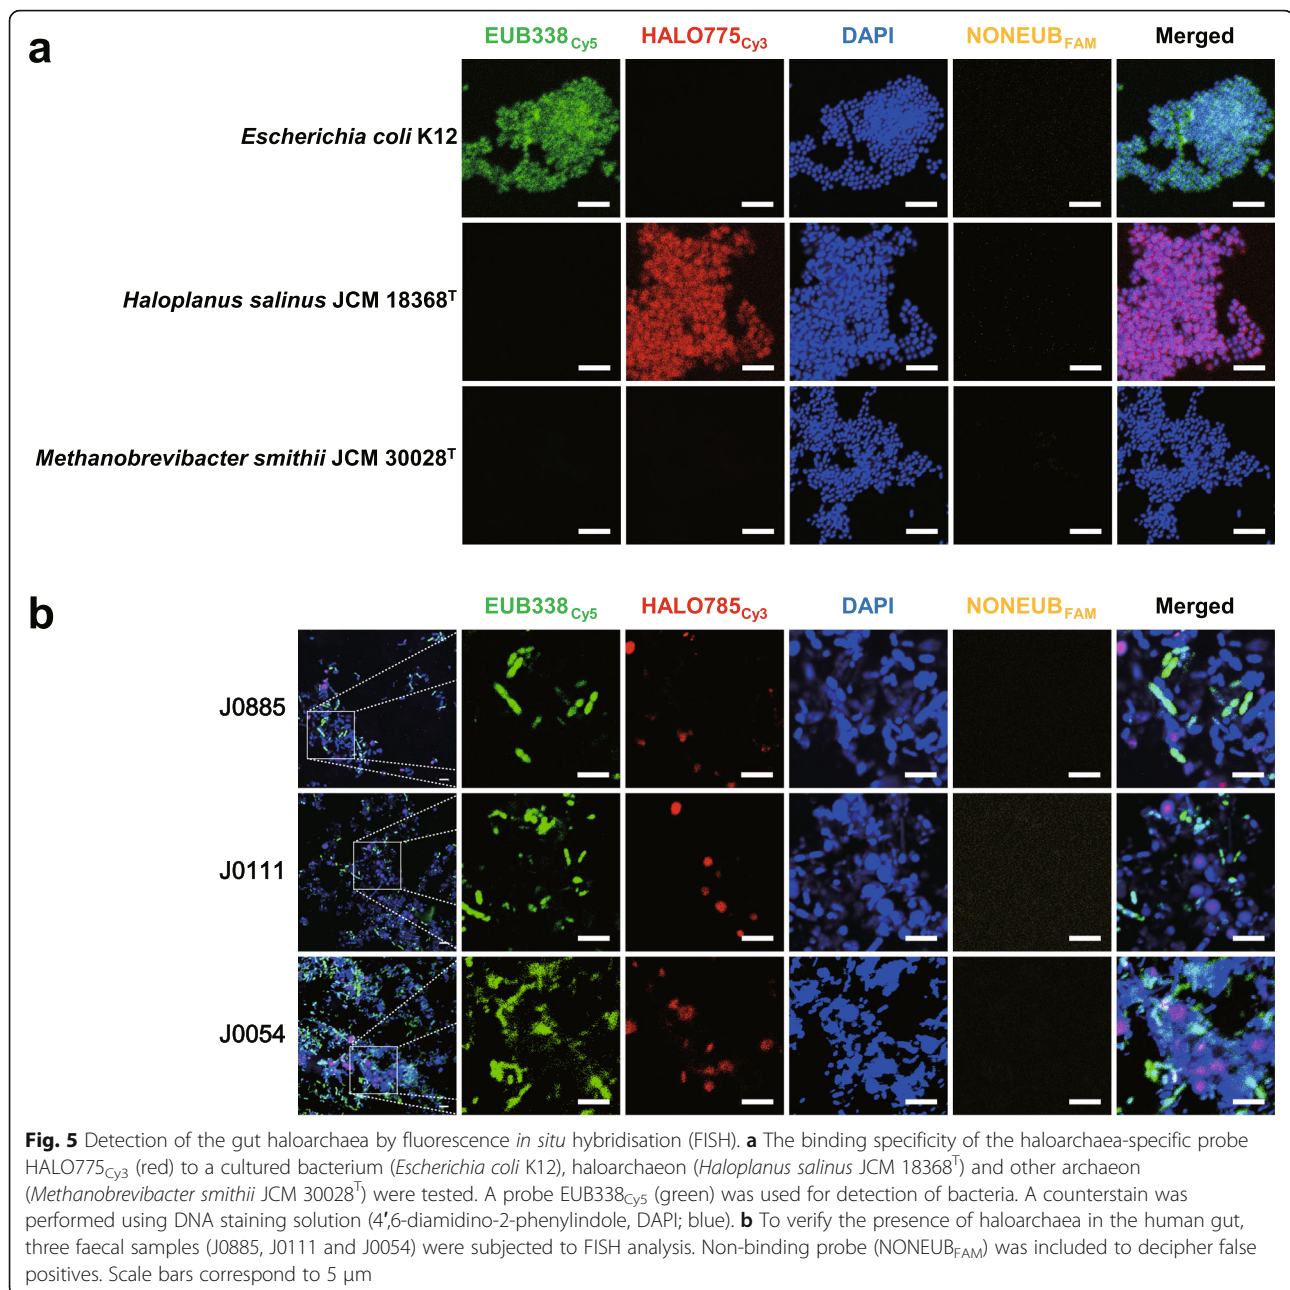 a
EUB338Cy5 HALO775Cy3 DAPI NONEUBFAM Merged
Escherichia coli K12
Haloplanus salinus JCM 18368T
Methanobrevibacter smithii JCM 30028T
b
EUB338Cy5 HALO785Cy3 DAPI NONEUBFAM Merged
J0885
J0111
J0054
Fig. 5 Detection of the gut haloarchaea by fluorescence in situ hybridisation (FISH). a The binding specificity of the haloarchaea-specific probe
HALO775Cy3 (red) to a cultured bacterium (Escherichia coli K12), haloarchaeon (Haloplanus salinus JCM 18368T) and other archaeon
(Methanobrevibacter smithii JCM 30028T) were tested. A probe EUB338Cy5 (green) was used for detection of bacteria. A counterstain was
performed using DNA staining solution (4′,6-diamidino-2-phenylindole, DAPI; blue). b To verify the presence of haloarchaea in the human gut,
three faecal samples (J0885, J0111 and J0054) were subjected to FISH analysis. Non-binding probe (NONEUBFAM) was included to decipher false
positives. Scale bars correspond to 5 μm